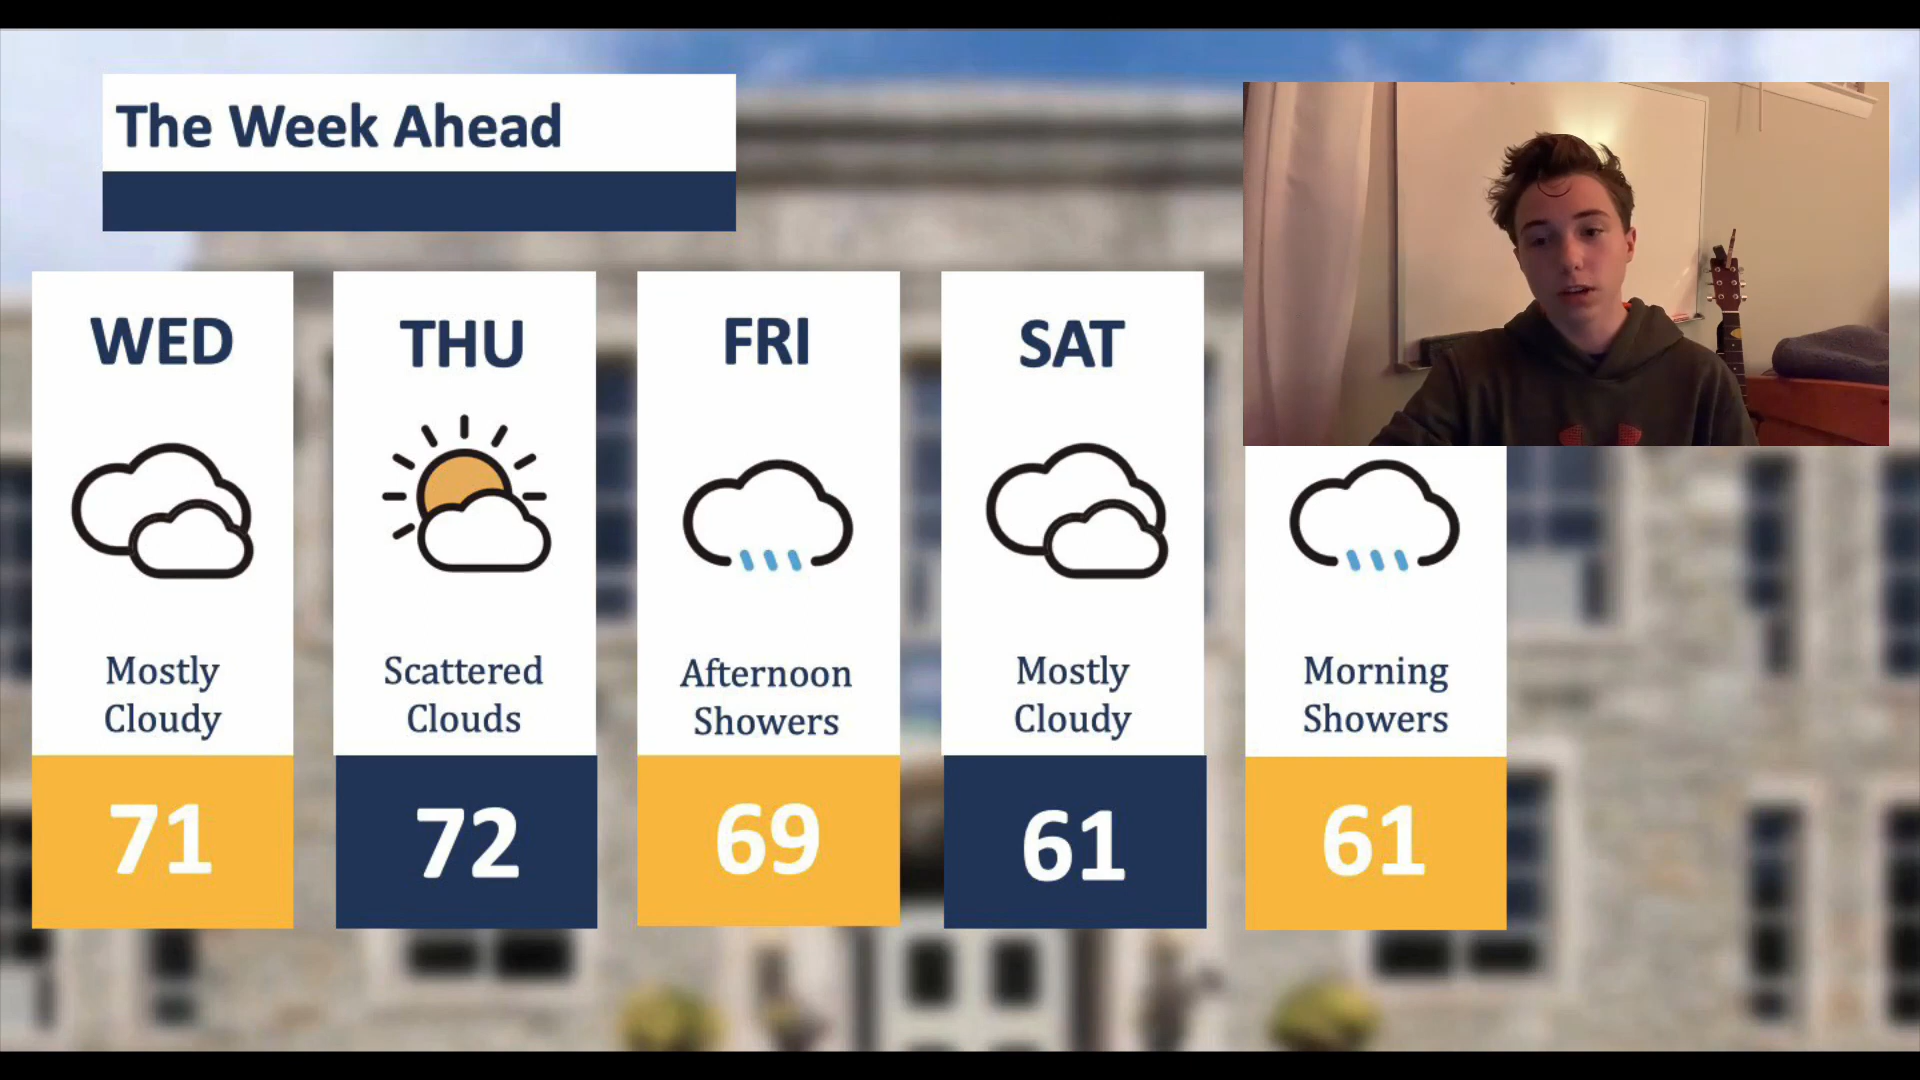 The Week Ahead
WED
Mostly
Cloudy
71
THU
Scattered
Clouds
72
FRI
Afternoon
Showers
69
SAT
Mostly
Cloudy
61
Morning
Showers
61